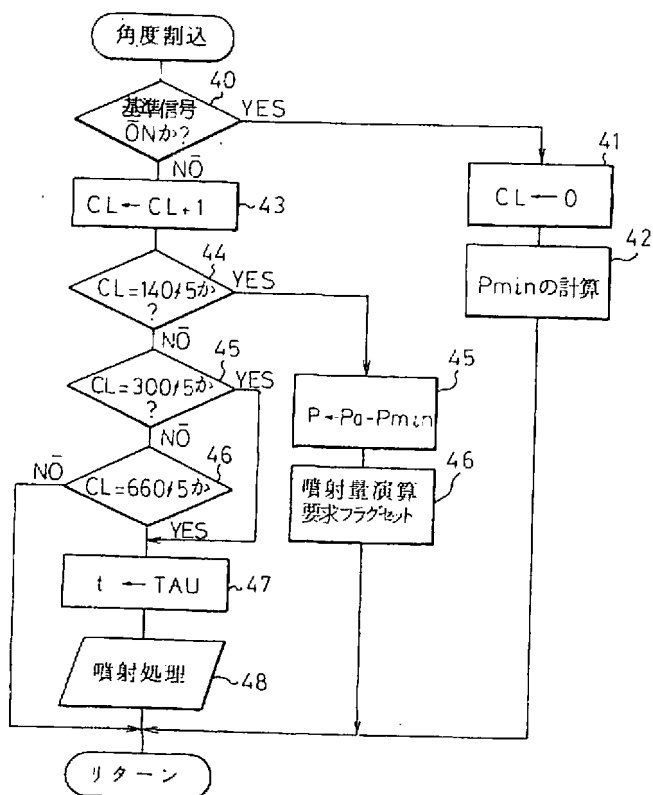 角度割込
40
基準信号
ONか?
YES
NO
41
CL←0
42
Pminの計算
CL←CL+1
43
44
CL=140/5か
?
YES
NO
45
CL=300/5か
?
YES
NO
46
CL=660/5か
NO
YES
45
P←Pa-Pmin
46
噴射量演算
要求フラグセット
t←TAU
47
噴射処理
48
リターン